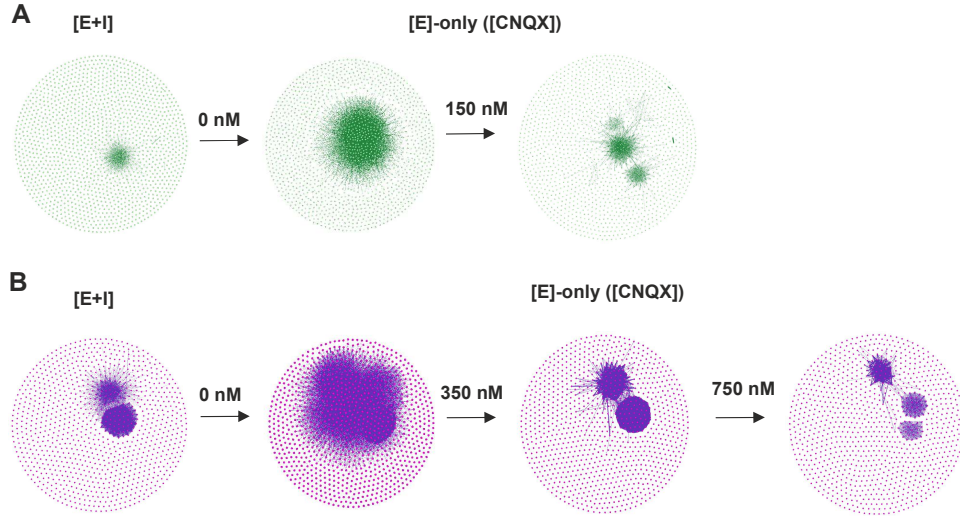 A
[E+I]
[E]-only ([CNQX])
0 nM
150 nM
B
[E+I]
[E]-only ([CNQX])
0 nM
350 nM
750 nM